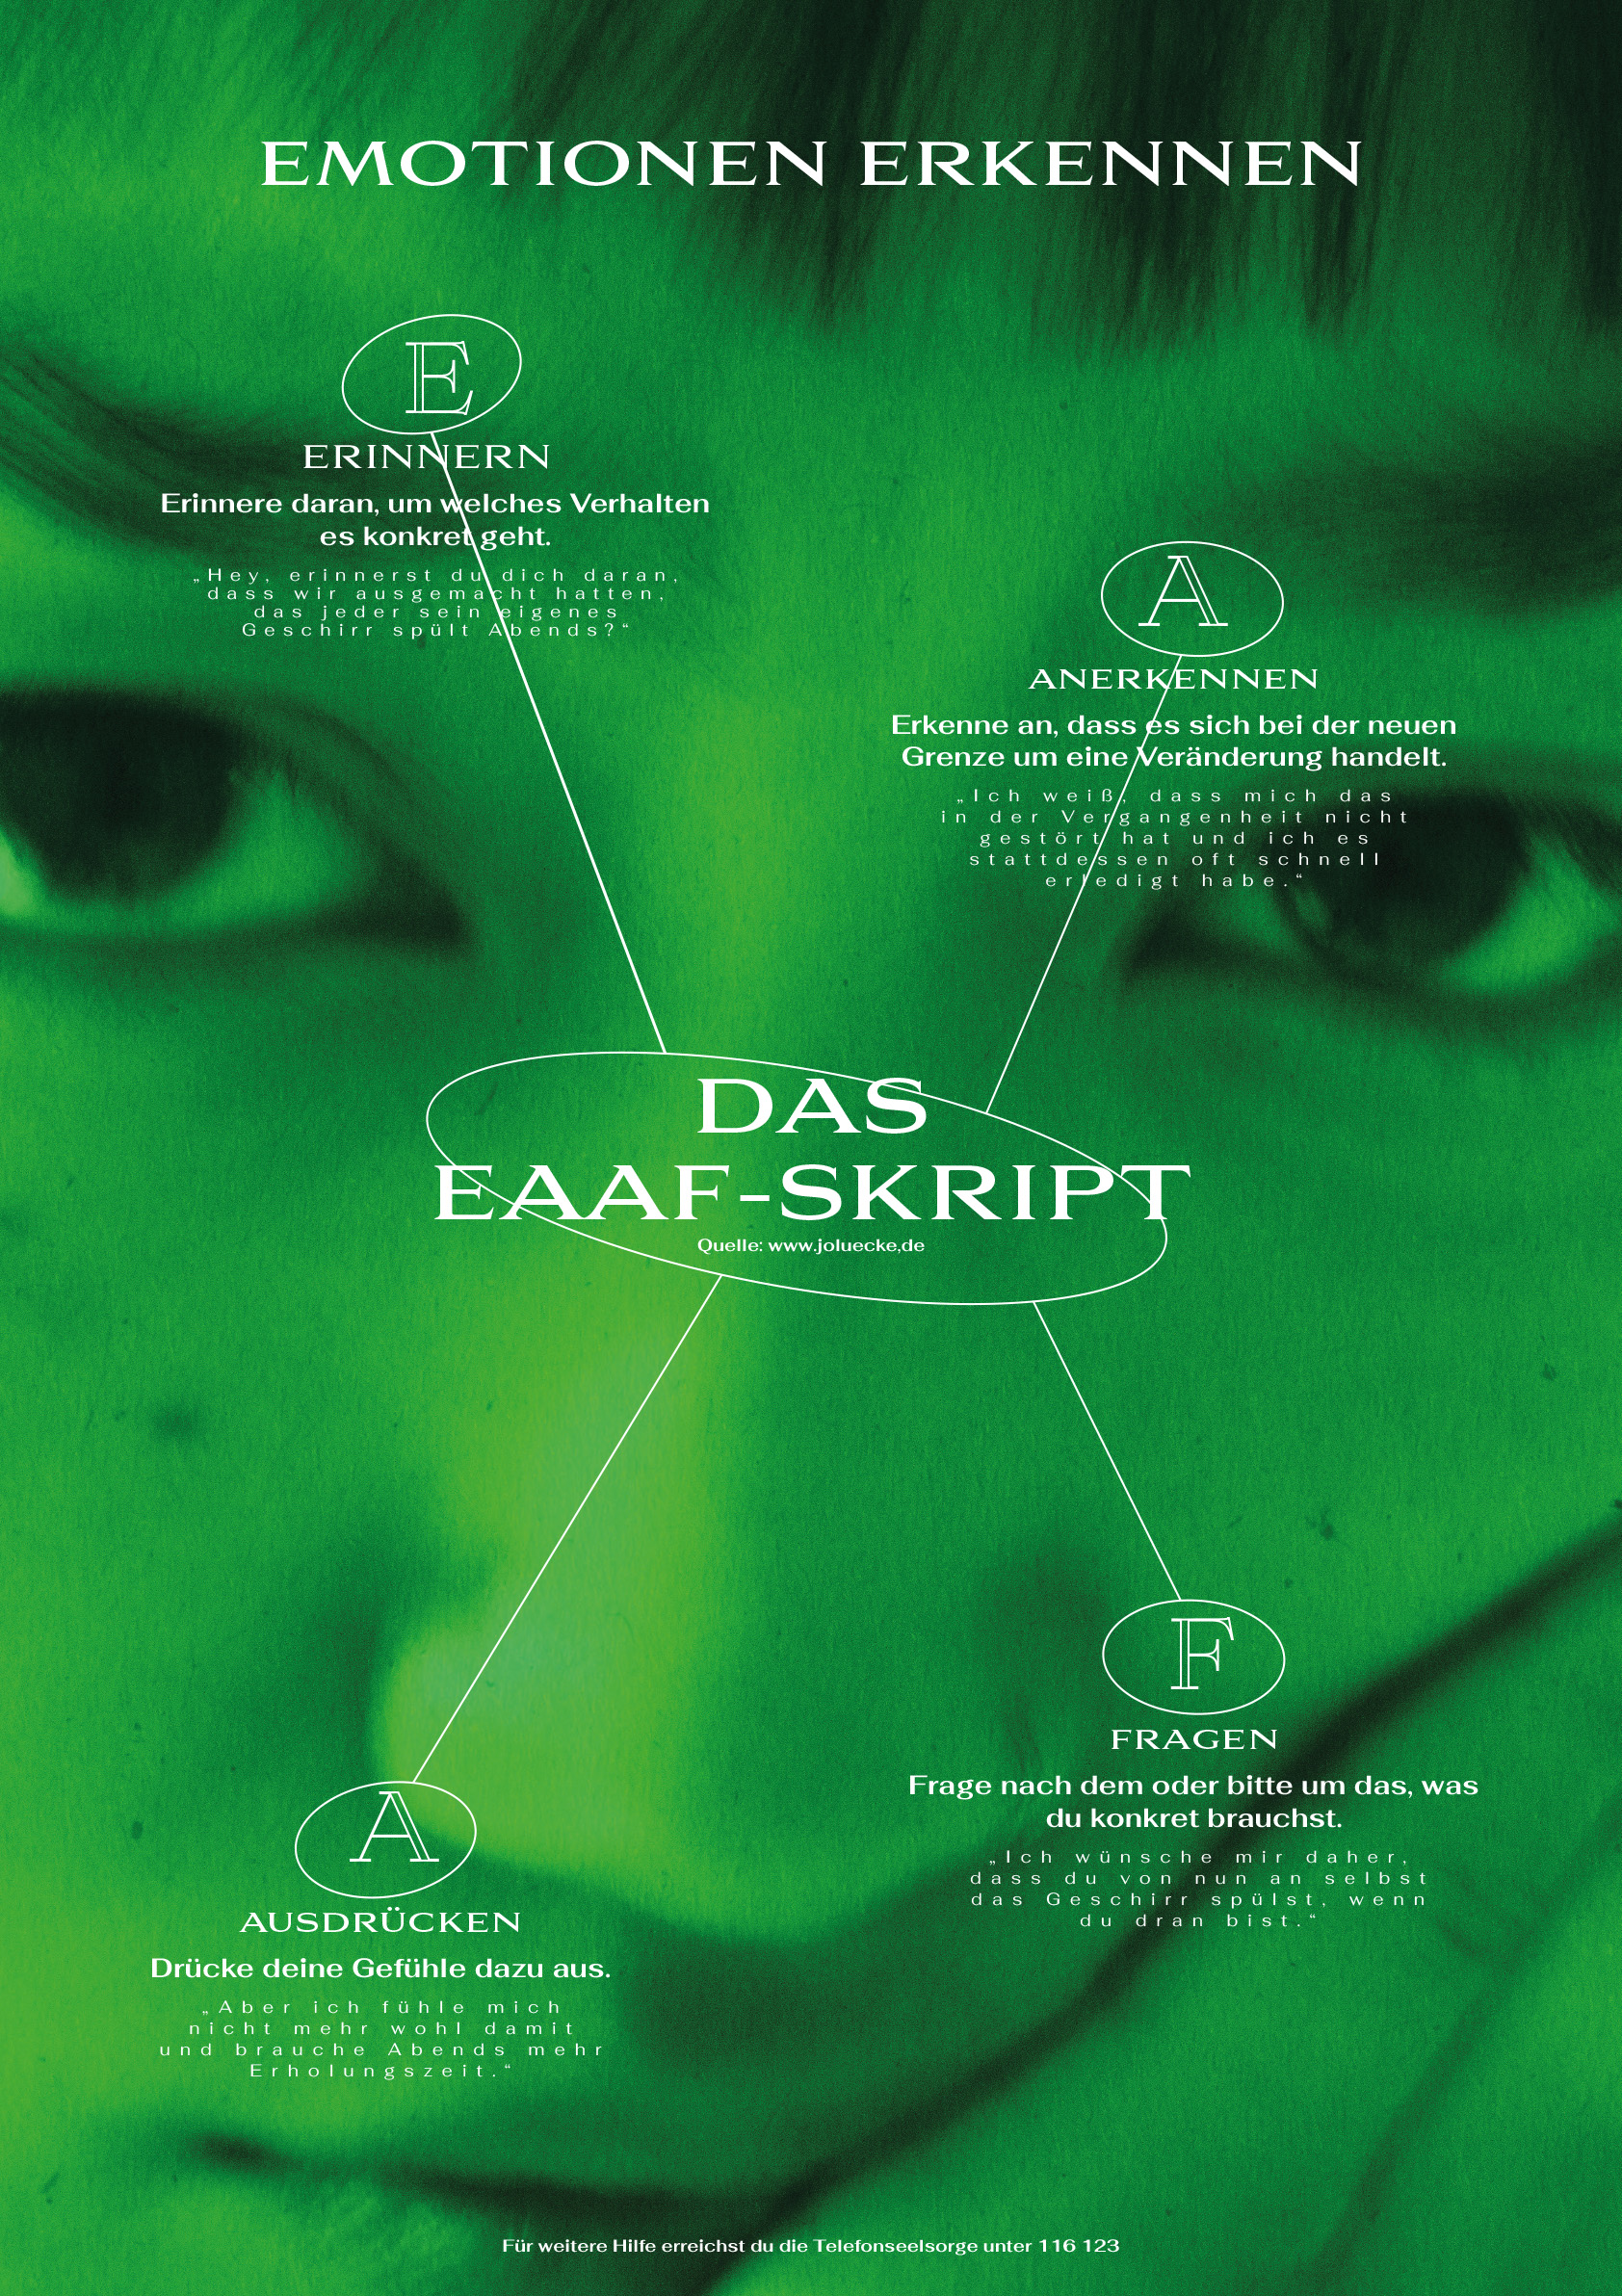 EMOTIONEN ERKENNEN
E
ERINNERN
Erinnere daran, um welches Verhalten
es konkret geht.
„Hey, erinnerst du dich daran,
dass wir ausgemacht hatten,
das jeder sein eigenes
Geschirr spült Abends?“
A
ANERKENNEN
Erkenne an, dass es sich bei der neuen
Grenze um eine Veränderung handelt.
„Ich weiß, dass mich das
in der Vergangenheit nicht
gestört hat und ich es
stattdessen oft schnell
erledigt habe.“
DAS
EAAF-SKRIPT
Quelle: www.joluecke,de
A
AUSDRÜCKEN
Drücke deine Gefühle dazu aus.
„Aber ich fühle mich
nicht mehr wohl damit
und brauche Abends mehr
Erholungszeit.“
F
FRAGEN
Frage nach dem oder bitte um das, was
du konkret brauchst.
„Ich wünsche mir daher,
dass du von nun an selbst
das Geschirr spülst, wenn
du dran bist.“
Für weitere Hilfe erreichst du die Telefonseelsorge unter 116 123